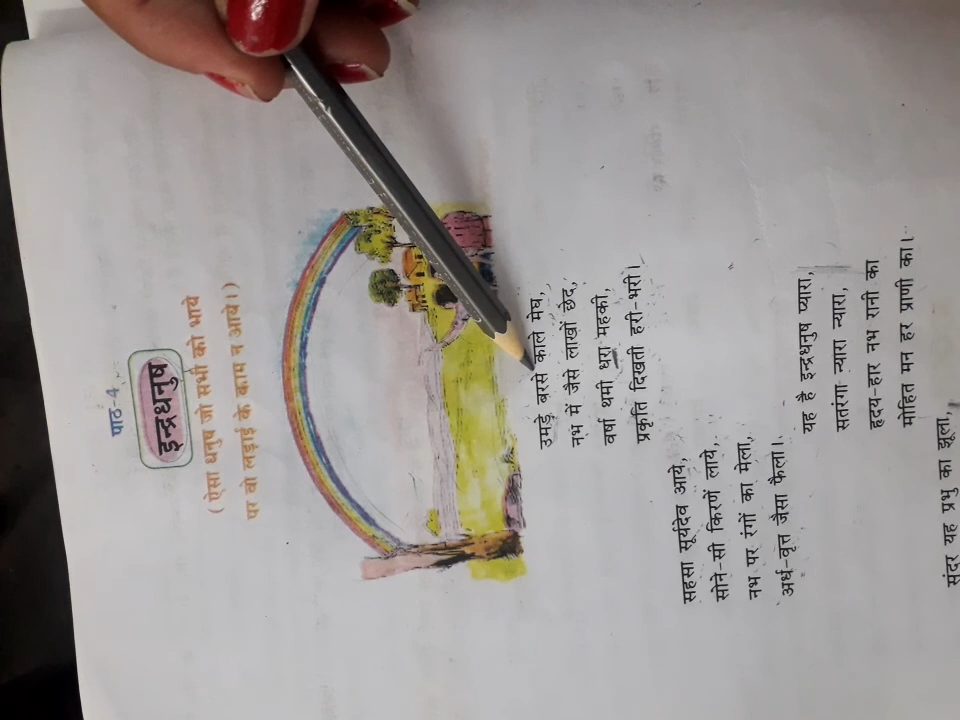 पाठ-4
इन्द्रधनुष
( ऐसा धनुष जो सभी को भाये
पर वो लड़ाई के काम न आये।)
उमड़े बरसे काले मेघ,
नभ में जैसे लाखों छेद,
वर्षा थमी धरा महकी,
प्रकृति दिखती हरी-भरी।
सहसा सूर्यदेव आये,
सोने-सी किरणें लाये,
नभ पर रंगों का मेला,
अर्ध-वृत्त जैसा फैला।
यह है इन्द्रधनुष प्यारा,
सतरंगा न्यारा न्यारा,
हृदय-हार नभ रानी का
मोहित मन हर प्राणी का।
सुंदर यह प्रभु का झूला,